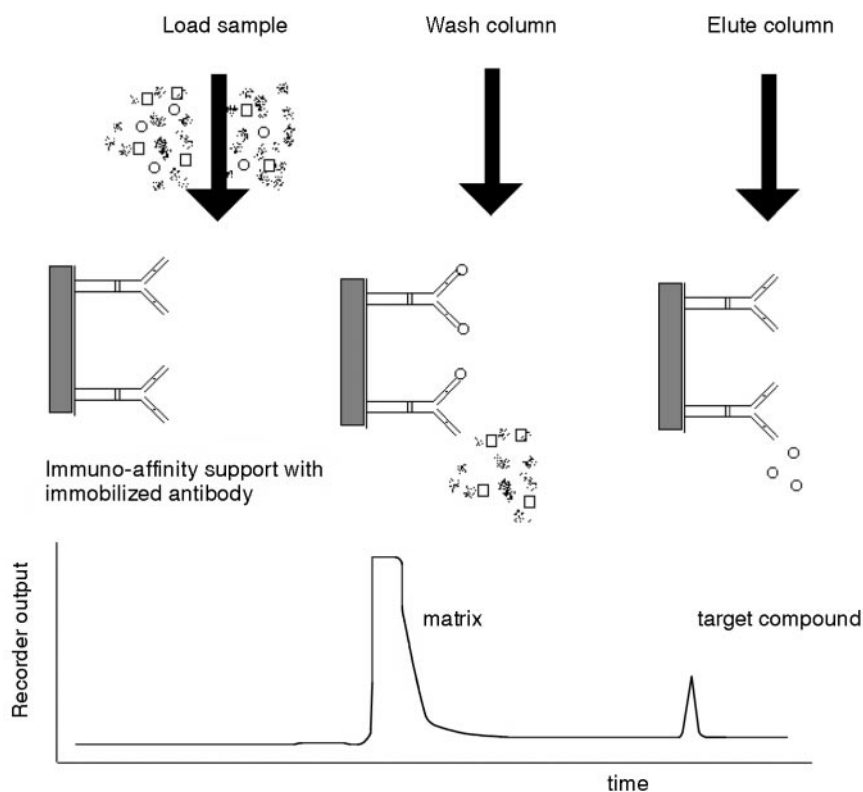 Load sample
Wash column
Elute column
Immuno-affinity support with
immobilized antibody
Recorder output
matrix
target compound
time